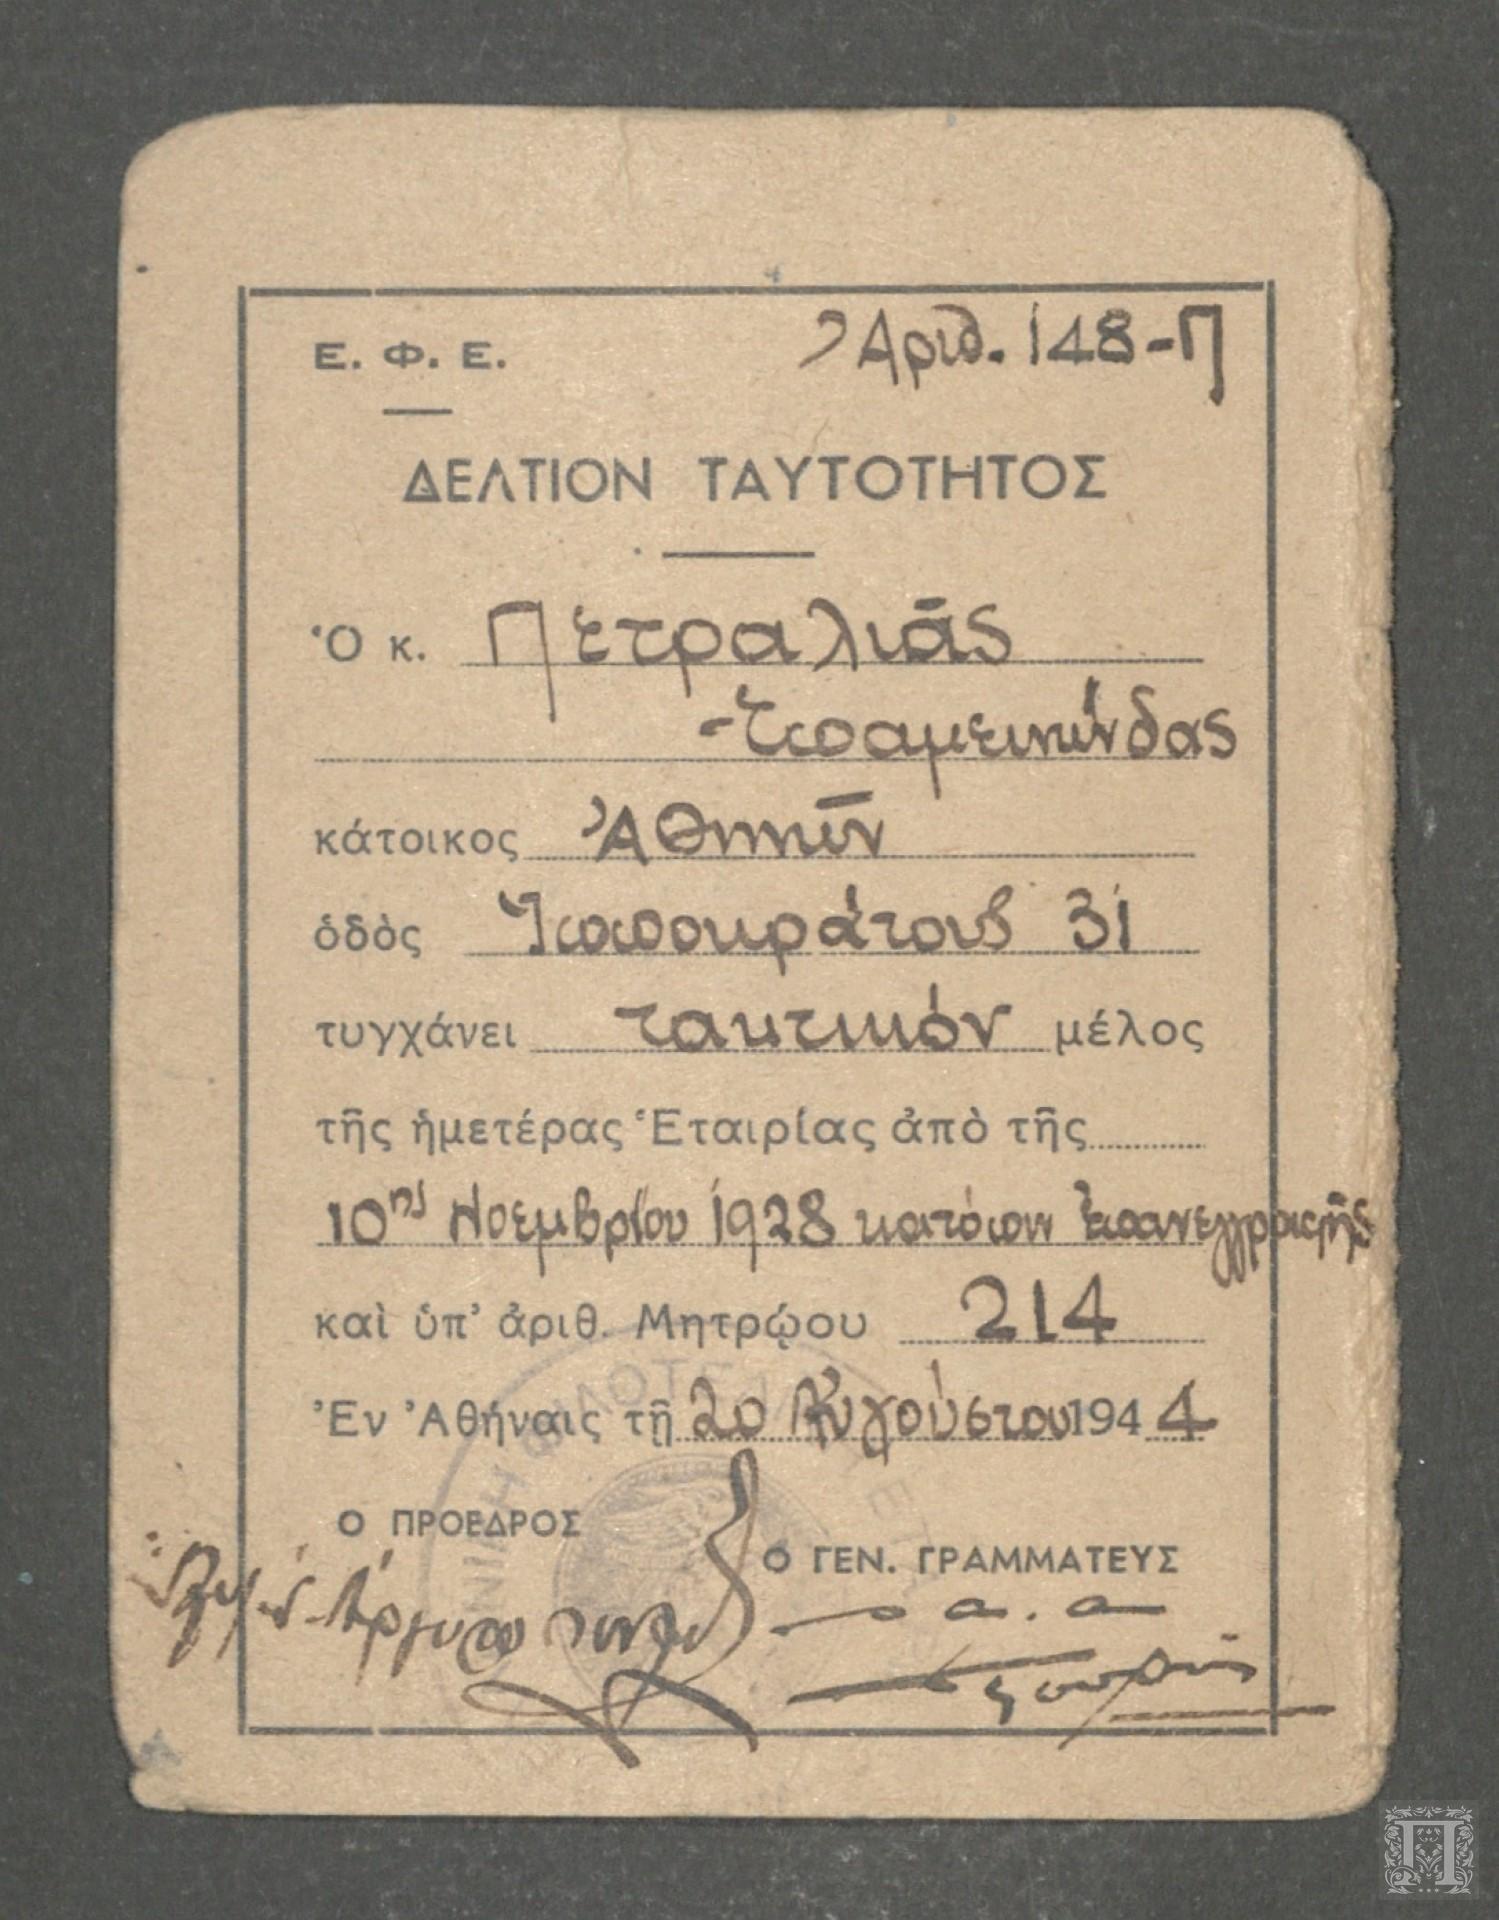 Ε. Φ. Ε.
Ἀριθ. 148-Π
ΔΕΛΤΙΟΝ ΤΑΥΤΟΤΗΤΟΣ
Ὁ κ. Πετραλιᾶς
-Ἐπαμεινώνδας
κάτοικος Ἀθηνῶν
ὁδὸς Ἱπποκράτους 31
τυγχάνει τακτικὸν μέλος
τῆς ἡμετέρας Ἑταιρίας ἀπὸ τῆς
10ης Νοεμβρίου 1928 κατόπιν ἐπανεγγραφῆς
καὶ ὑπ' ἀριθ. Μητρῴου 214
Ἐν Ἀθήναις τῇ 20 Αὐγούστου 1944
Ο ΠΡΟΕΔΡΟΣ
Ο ΓΕΝ. ΓΡΑΜΜΑΤΕΥΣ